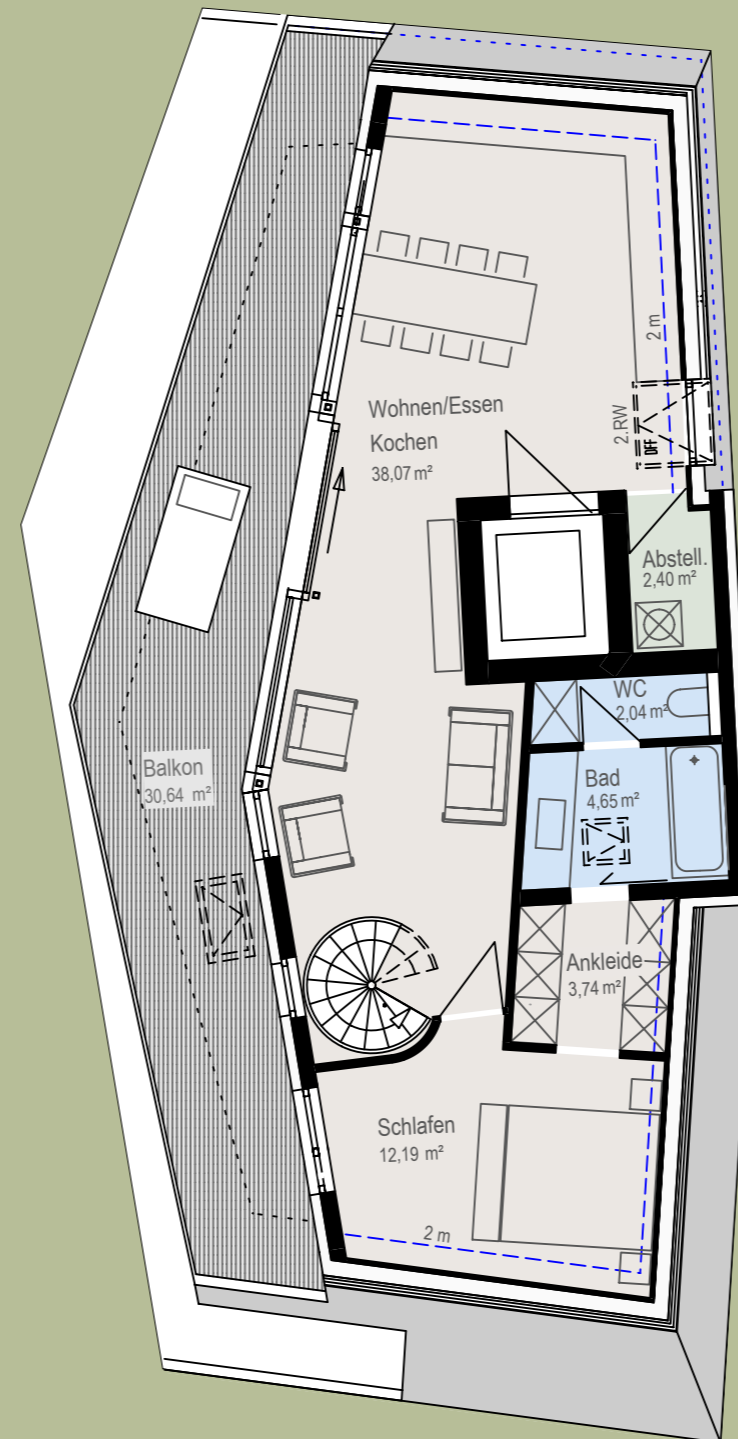 2 m
2.RW
DFF
Wohnen/Essen
Kochen
38,07 m²
Abstell.
2,40 m²
WC
2,04 m²
Balkon
30,64 m²
Bad
4,65 m²
Ankleide
3,74 m²
Schlafen
12,19 m²
2 m